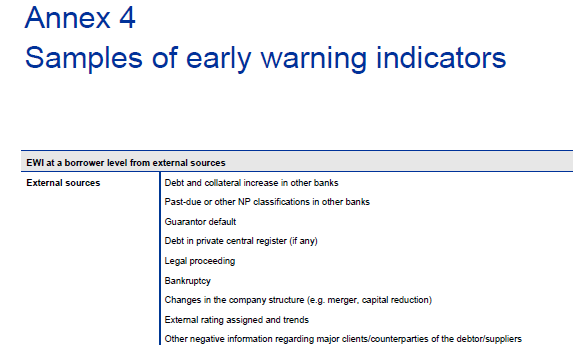 Annex 4
Samples of early warning indicators
EWI at a borrower level from external sources
External sources
Debt and collateral increase in other banks
Past-due or other NP classifications in other banks
Guarantor default
Debt in private central register (if any)
Legal proceeding
Bankruptcy
Changes in the company structure (e.g. merger, capital reduction)
External rating assigned and trends
Other negative information regarding major clients/counterparties of the debtor/suppliers